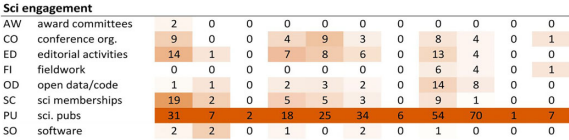 Sci engagement
AW award committees 2 0 0 0 0 0 0 0 0 0 0
CO conference org. 9 0 0 4 9 3 0 8 4 0 1
ED editorial activities 14 1 0 7 8 6 0 13 4 0 0
FI fieldwork 0 0 0 0 0 0 0 6 4 0 1
OD open data/code 1 1 0 2 3 2 0 14 8 0 0
SC sci memberships 19 2 0 5 5 3 0 9 1 0 0
PU sci. pubs 31 7 2 18 25 34 6 54 70 1 7
SO software 2 2 0 1 0 2 0 1 0 0 0